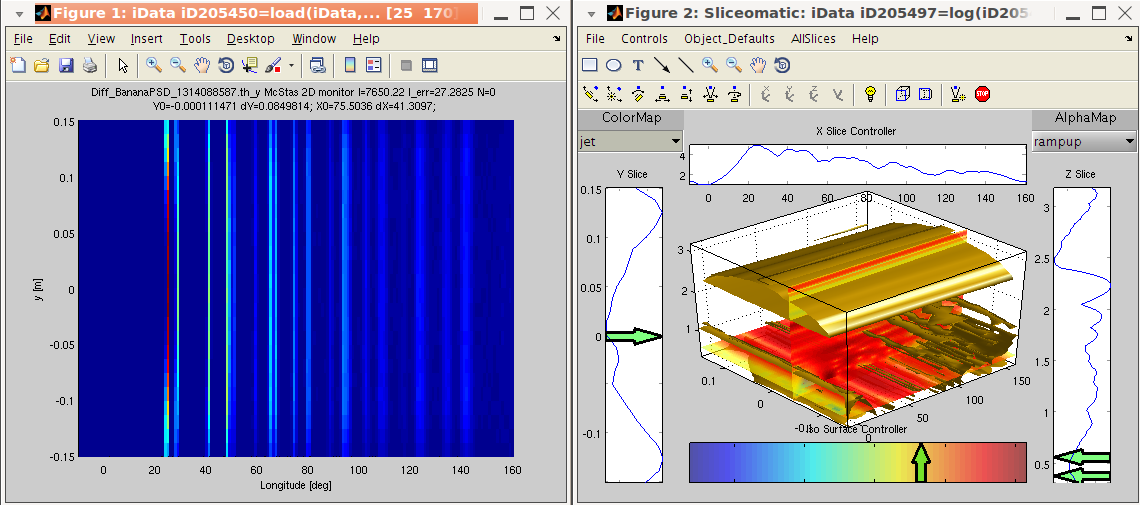 Figure 1: iData iD205450=load(iData,... [25 170]
File Edit View Insert Tools Desktop Window Help
Diff_BananaPSD_1314088587.th_y McStas 2D monitor I=7650.22 I_err=27.2825 N=0
Y0=-0.000111471 dY=0.0849814; X0=75.5036 dX=41.3097;
0.15
0.1
0.05
0
-0.05
-0.1
-0.15
y [m]
0 20 40 60 80 100 120 140 160
Longitude [deg]
Figure 2: Sliceomatic: iData iD205497=log(iD205
File Controls Object_Defaults AllSlices Help
STOP
ColorMap
jet
AlphaMap
rampup
X Slice Controller
4
2
0 20 40 60 80 100 120 140 160
Y Slice
0.15
0.1
0.05
0
-0.05
-0.1
3
2
1
0.1
0
-0.1
0
50
100
150
Iso Surface Controller
Z Slice
3
2.5
2
1.5
1
0.5